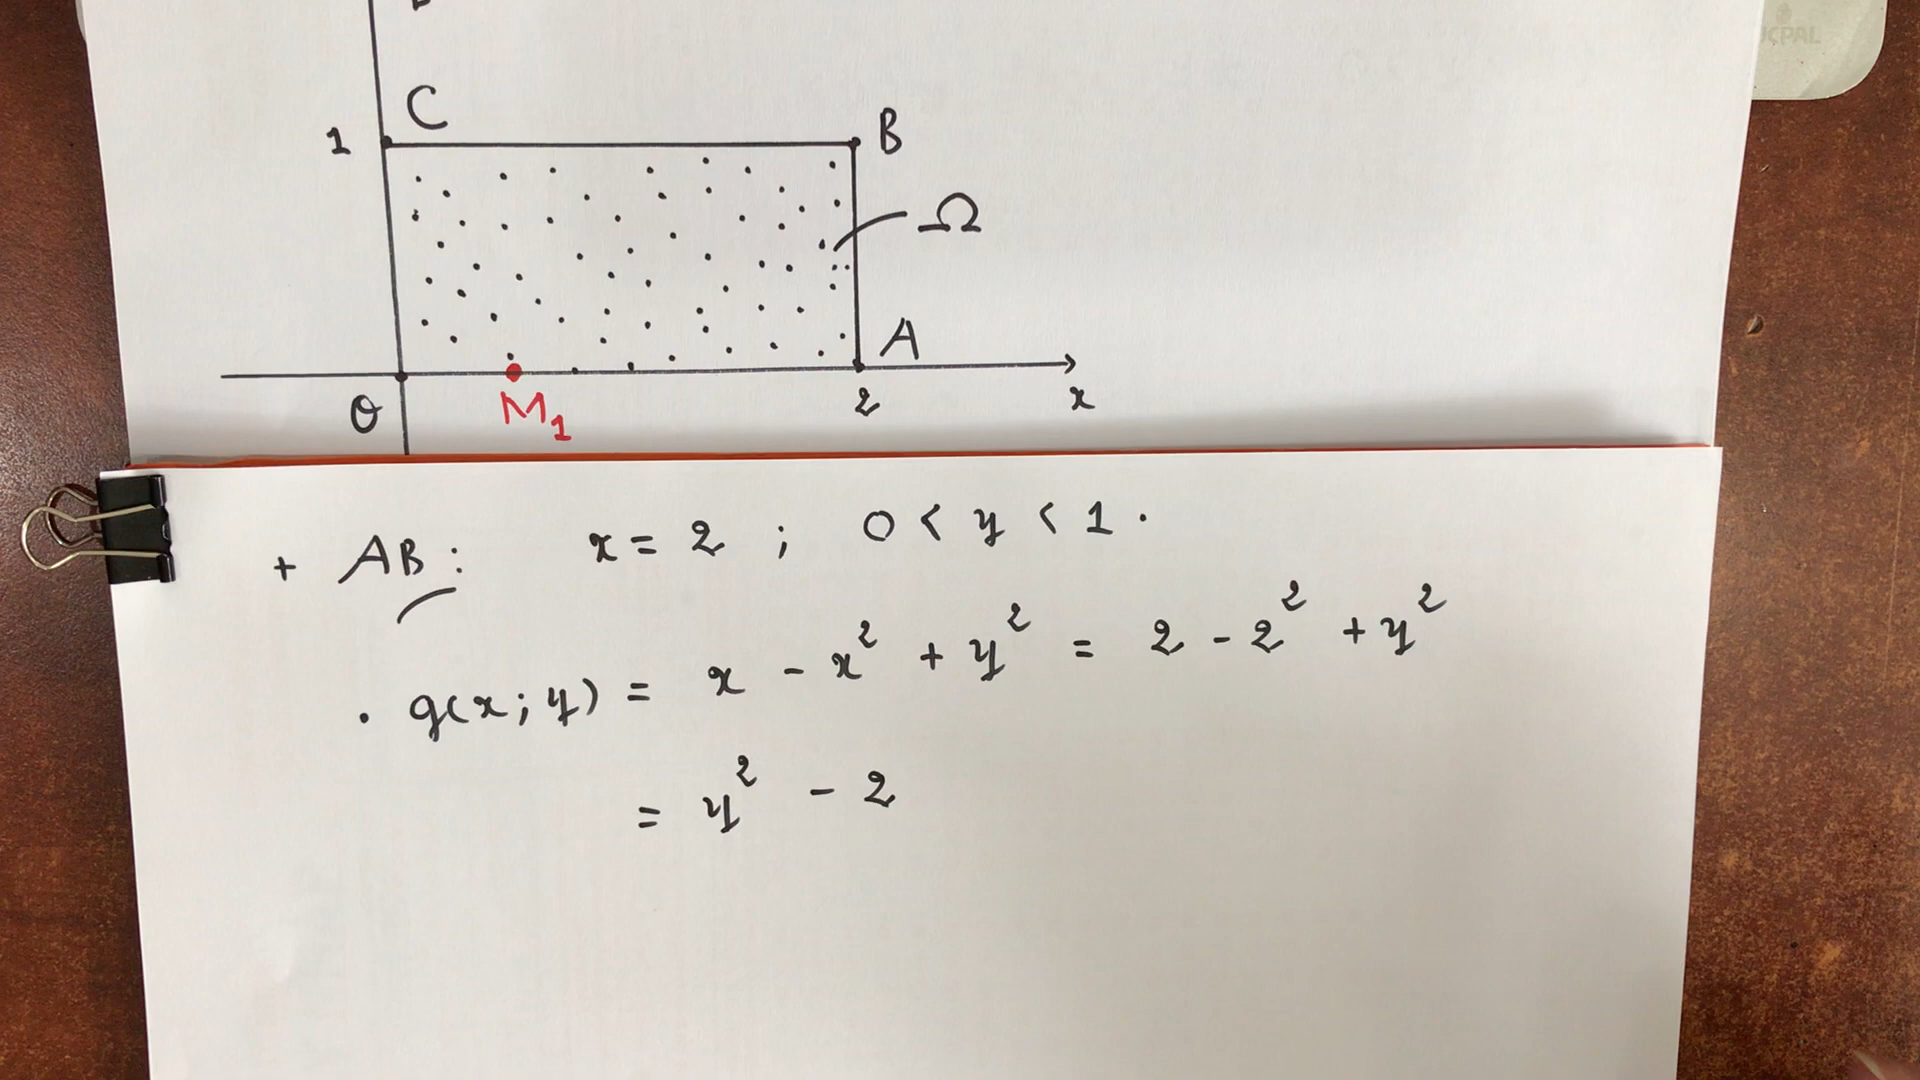 C
1
B
Ω
A
O
M₁
2
x
+ AB : x = 2 ; 0 < y < 1 .
. g(x; y) = x - x² + y² = 2 - 2² + y²
= y² - 2